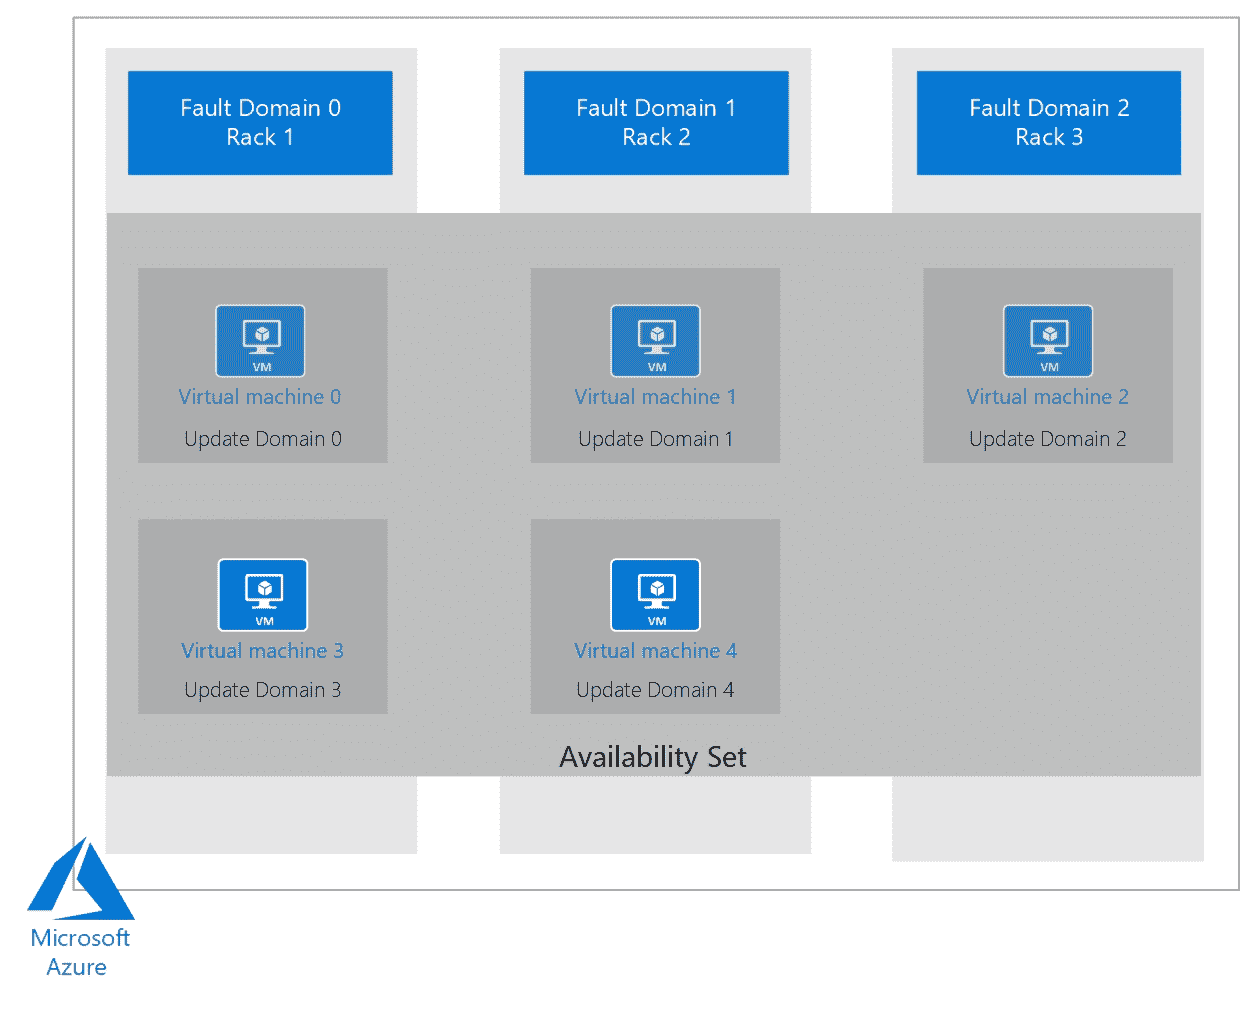 Fault Domain 0
Rack 1
Fault Domain 1
Rack 2
Fault Domain 2
Rack 3
VM
Virtual machine 0
Update Domain 0
VM
Virtual machine 1
Update Domain 1
VM
Virtual machine 2
Update Domain 2
VM
Virtual machine 3
Update Domain 3
VM
Virtual machine 4
Update Domain 4
Availability Set
Microsoft
Azure